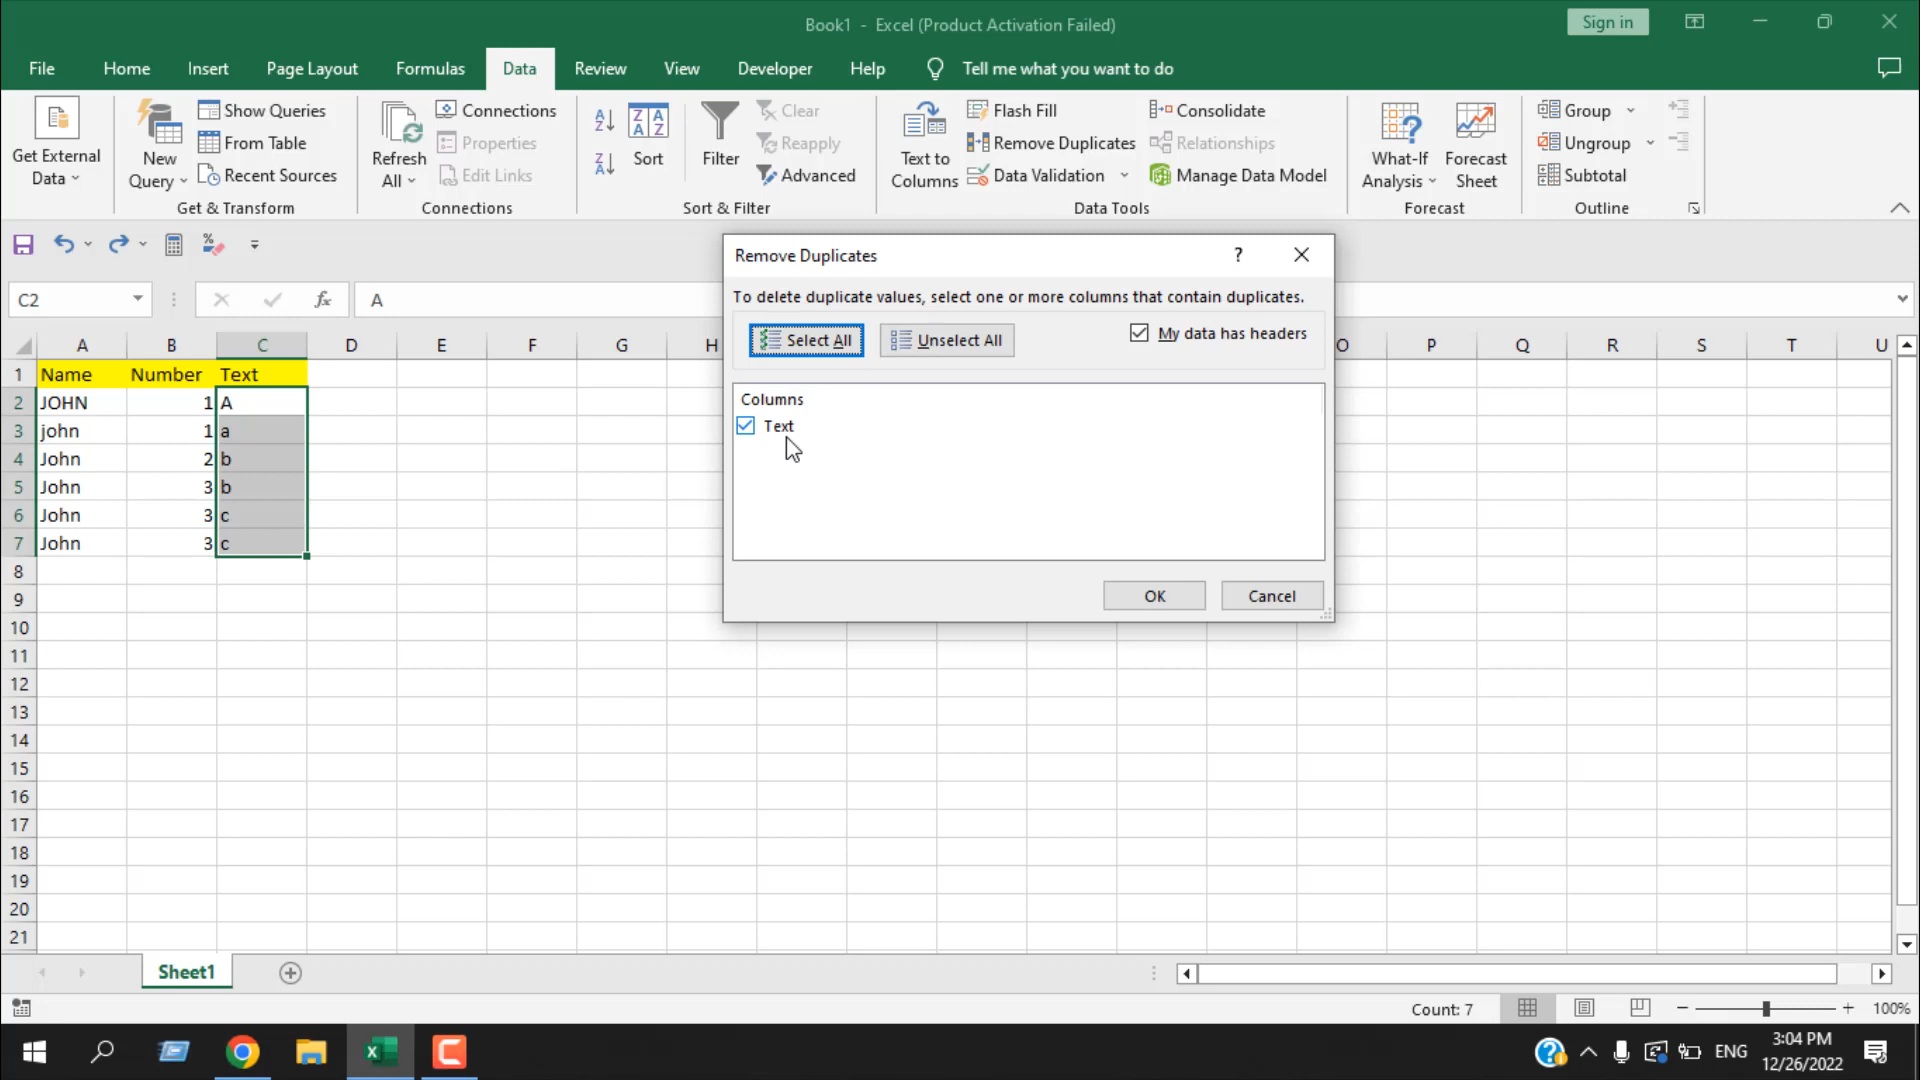 Book1 - Excel (Product Activation Failed)
Sign in
File Home Insert Page Layout Formulas Data Review View Developer Help Tell me what you want to do
Get External Data
New Query
Show Queries
From Table
Recent Sources
Get & Transform
Refresh All
Connections
Properties
Edit Links
Connections
Sort
Filter
Clear
Reapply
Advanced
Sort & Filter
Text to Columns
Flash Fill
Remove Duplicates
Data Validation
Consolidate
Relationships
Manage Data Model
Data Tools
What-If Analysis
Forecast Sheet
Forecast
Group
Ungroup
Subtotal
Outline
C2 fx A
Remove Duplicates ?
To delete duplicate values, select one or more columns that contain duplicates.
Select All Unselect All My data has headers
Columns
Text
OK Cancel
A B C D E F G H O P Q R S T U
1 Name Number Text
2 JOHN 1 A
3 john 1 a
4 John 2 b
5 John 3 b
6 John 3 c
7 John 3 c
8
9
10
11
12
13
14
15
16
17
18
19
20
21
Sheet1
Count: 7 100%
ENG
3:04 PM
12/26/2022